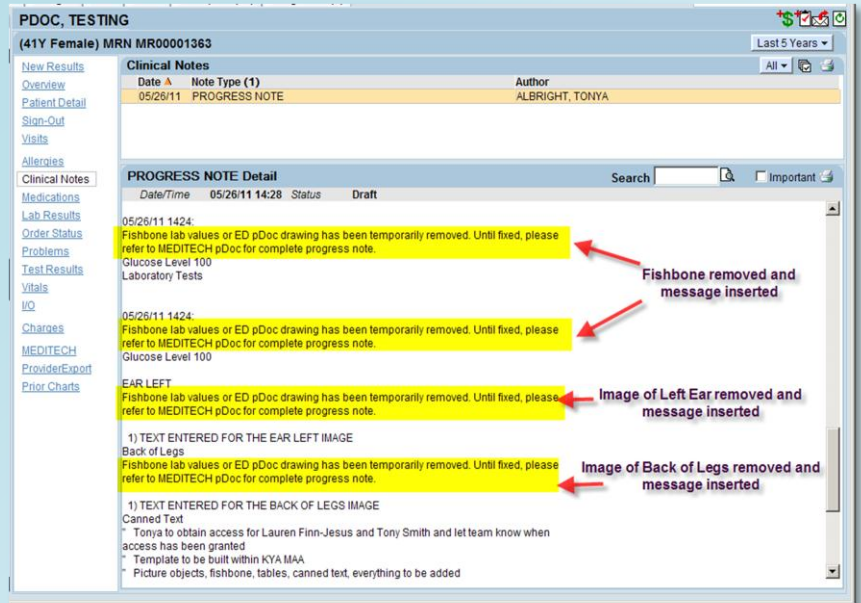 PDOC, TESTING
(41Y Female) MRN MR00001363
Last 5 Years
New Results
Overview
Patient Detail
Sign-Out
Visits
Allergies
Clinical Notes
Medications
Lab Results
Order Status
Problems
Test Results
Vitals
I/O
Charges
MEDITECH
ProviderExport
Prior Charts
Clinical Notes
All
Date Note Type (1) Author
05/26/11 PROGRESS NOTE ALBRIGHT, TONYA
PROGRESS NOTE Detail Search Important
Date/Time 05/26/11 14:28 Status Draft
05/26/11 1424:
Fishbone lab values or ED pDoc drawing has been temporarily removed. Until fixed, please
refer to MEDITECH pDoc for complete progress note.
Glucose Level 100
Laboratory Tests
Fishbone removed and
message inserted
05/26/11 1424:
Fishbone lab values or ED pDoc drawing has been temporarily removed. Until fixed, please
refer to MEDITECH pDoc for complete progress note.
Glucose Level 100
EAR LEFT
Fishbone lab values or ED pDoc drawing has been temporarily removed. Until fixed, please
refer to MEDITECH pDoc for complete progress note.
Image of Left Ear removed and
message inserted
1) TEXT ENTERED FOR THE EAR LEFT IMAGE
Back of Legs
Fishbone lab values or ED pDoc drawing has been temporarily removed. Until fixed, please
refer to MEDITECH pDoc for complete progress note.
Image of Back of Legs removed and
message inserted
1) TEXT ENTERED FOR THE BACK OF LEGS IMAGE
Canned Text
" Tonya to obtain access for Lauren Finn-Jesus and Tony Smith and let team know when
access has been granted
" Template to be built within KYA MAA
" Picture objects, fishbone, tables, canned text, everything to be added